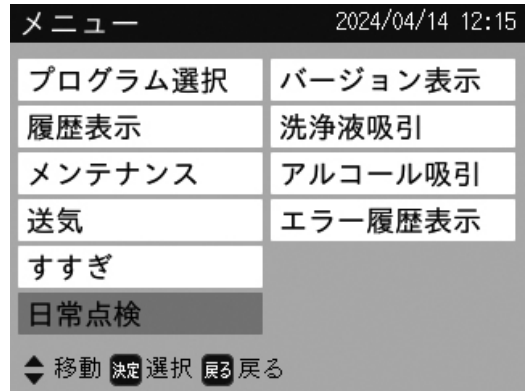 メニュー 2024/04/14 12:15
プログラム選択 バージョン表示
履歴表示 洗浄液吸引
メンテナンス アルコール吸引
送気 エラー履歴表示
すすぎ
日常点検
移動 決定 選択 戻る 戻る